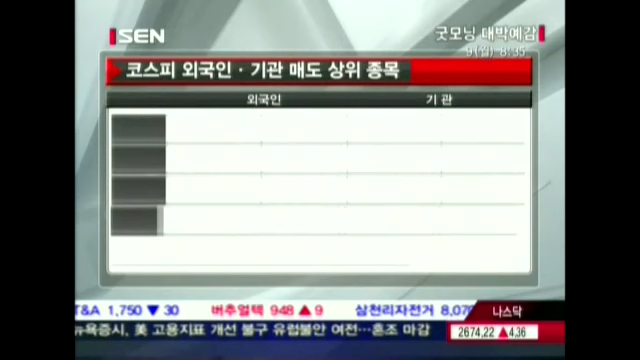 SEN
굿모닝 대박예감
9(월) 8:35
코스피 외국인 · 기관 매도 상위 종목
외국인 기 관
T&A 1,750 ▼ 30 버추얼텍 948 ▲ 9 삼천리자전거 8,070 나스닥
뉴욕증시, 美 고용지표 개선 불구 유럽불안 여전…혼조 마감 2674,22 ▲4,36